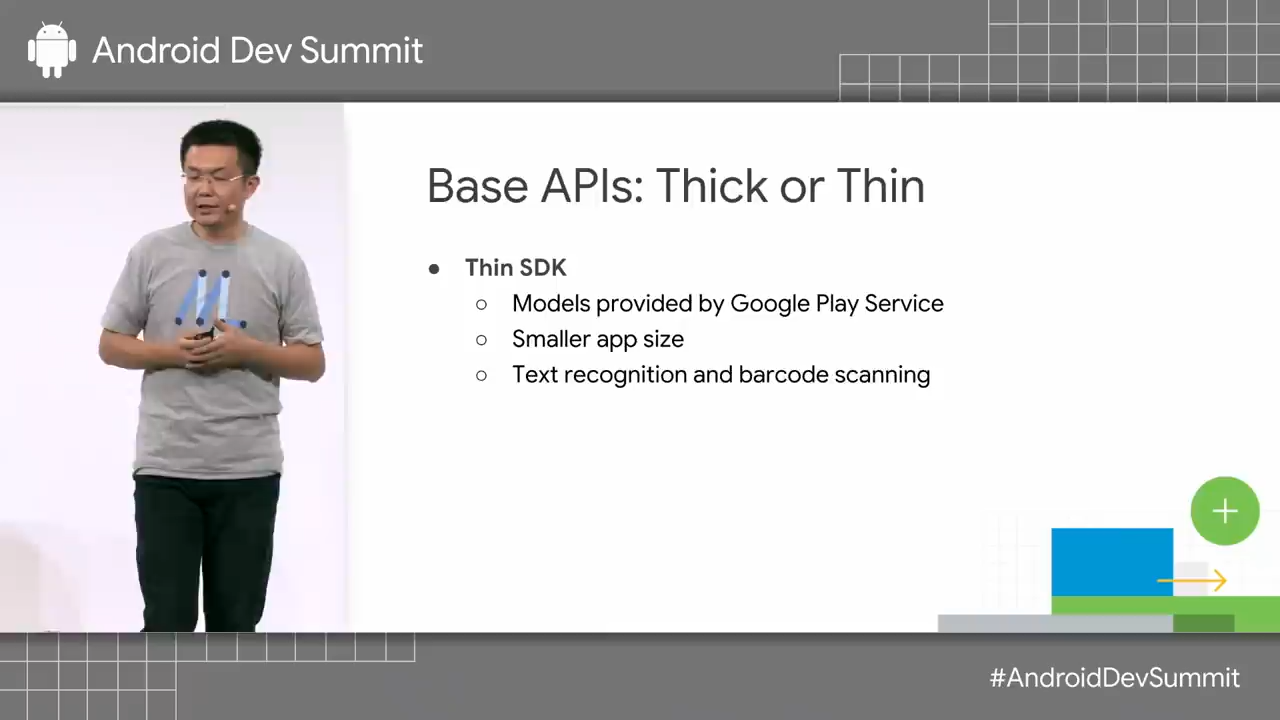 Android Dev Summit
Base APIs: Thick or Thin
● Thin SDK
○ Models provided by Google Play Service
○ Smaller app size
○ Text recognition and barcode scanning
ML
#AndroidDevSummit